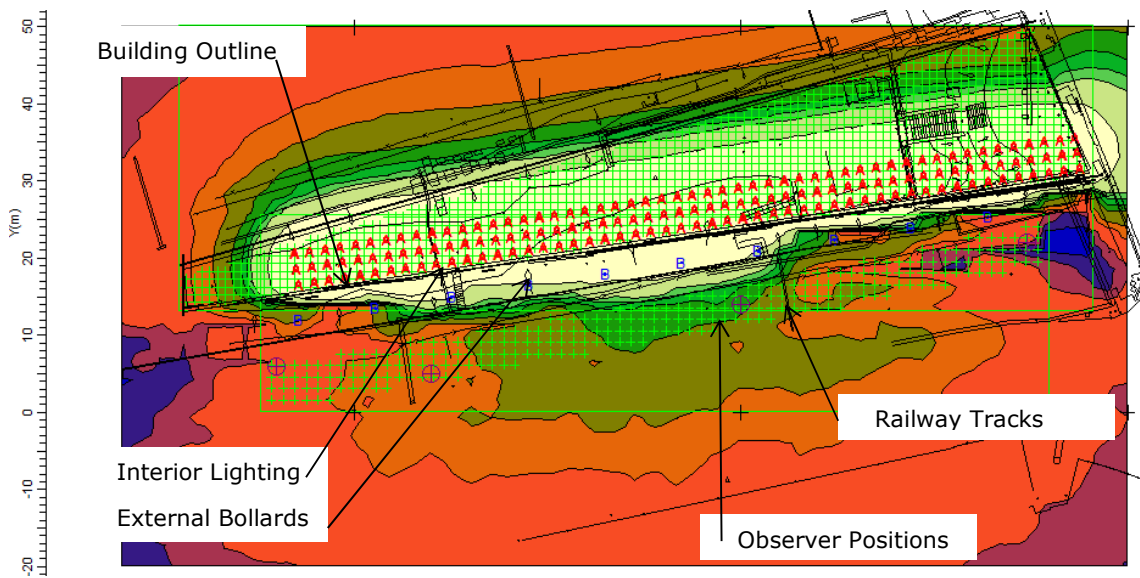 50
Building Outline
40
30
Y(m)
20
10
0
Railway Tracks
Interior Lighting
-10
External Bollards
Observer Positions
-20